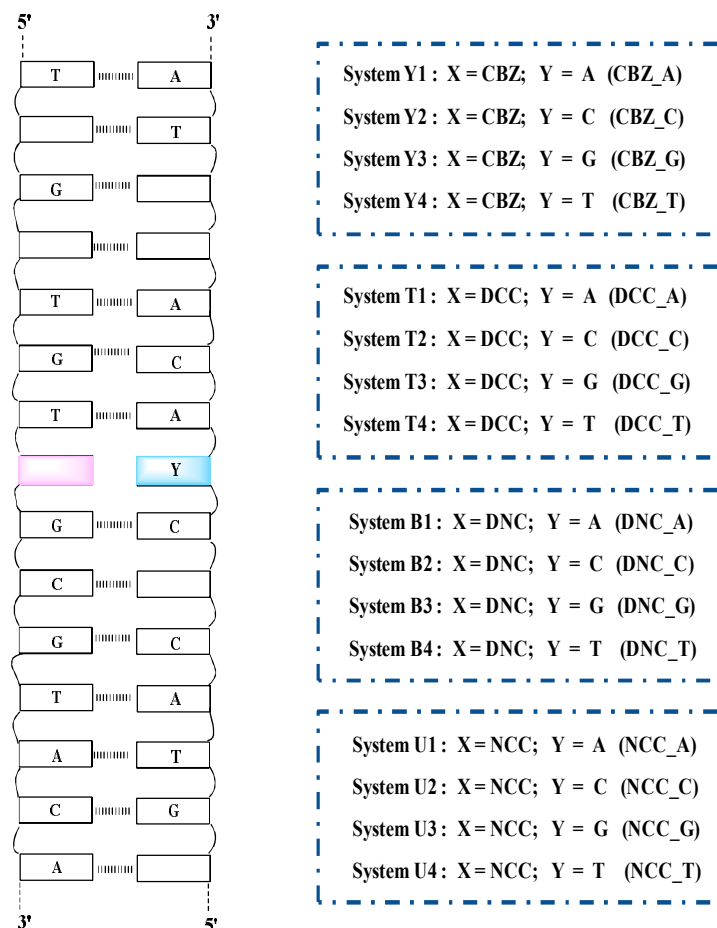 5' 3'
T A
T
G
T A
G C
T A
Y
G C
C
G C
T A
A T
C G
A
3' 5'
System Y1 : X = CBZ; Y = A (CBZ_A)
System Y2 : X = CBZ; Y = C (CBZ_C)
System Y3 : X = CBZ; Y = G (CBZ_G)
System Y4 : X = CBZ; Y = T (CBZ_T)
System T1 : X = DCC; Y = A (DCC_A)
System T2 : X = DCC; Y = C (DCC_C)
System T3 : X = DCC; Y = G (DCC_G)
System T4 : X = DCC; Y = T (DCC_T)
System B1 : X = DNC; Y = A (DNC_A)
System B2 : X = DNC; Y = C (DNC_C)
System B3 : X = DNC; Y = G (DNC_G)
System B4 : X = DNC; Y = T (DNC_T)
System U1 : X = NCC; Y = A (NCC_A)
System U2 : X = NCC; Y = C (NCC_C)
System U3 : X = NCC; Y = G (NCC_G)
System U4 : X = NCC; Y = T (NCC_T)